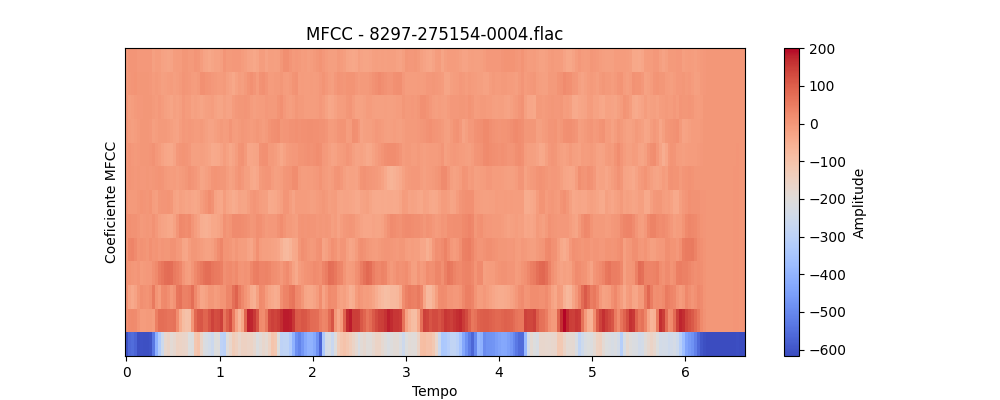 MFCC - 8297-275154-0004.flac
Coeficiente MFCC
0 1 2 3 4 5 6
Tempo
200
100
0
−100
−200
−300
−400
−500
−600
Amplitude